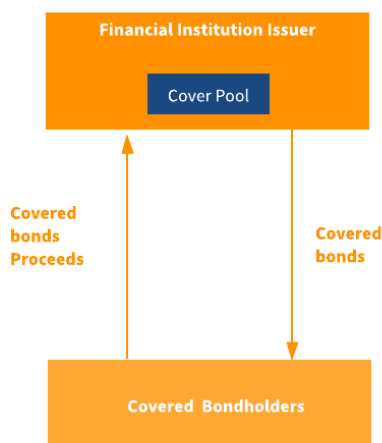 Financial Institution Issuer
Cover Pool
Covered
bonds
Proceeds
Covered
bonds
Covered Bondholders